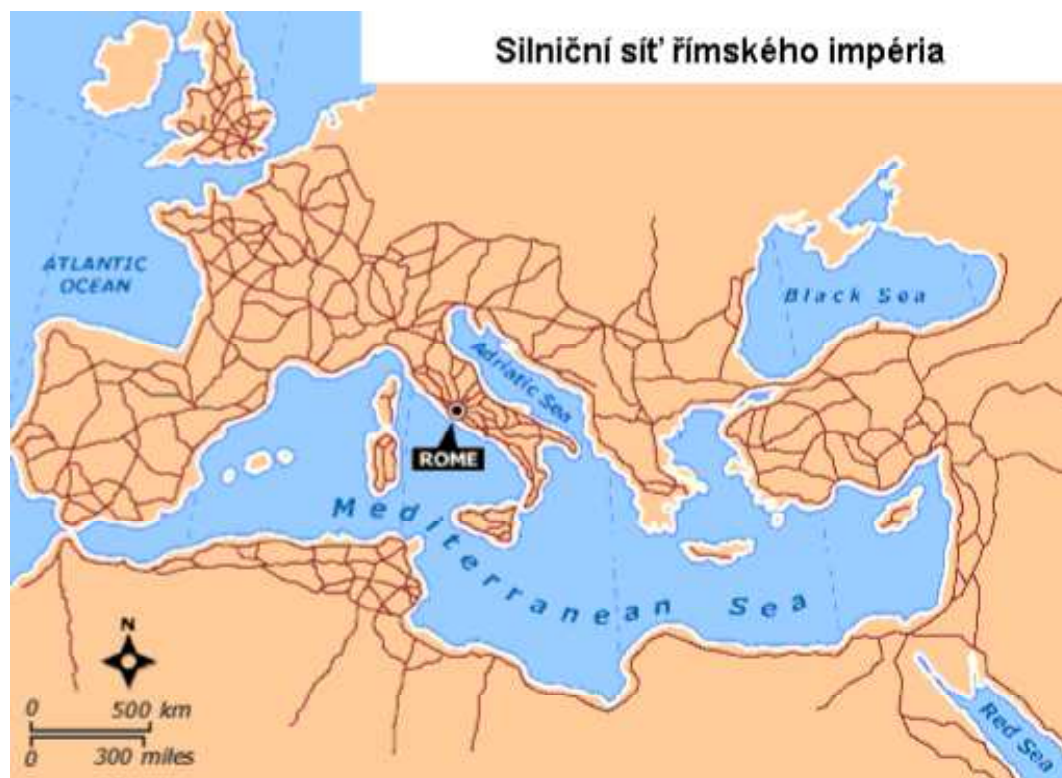 Silniční síť římského impéria
ATLANTIC
OCEAN
Black Sea
Adriatic Sea
ROME
Mediterranean Sea
N
0 500 km
0 300 miles
Red Sea